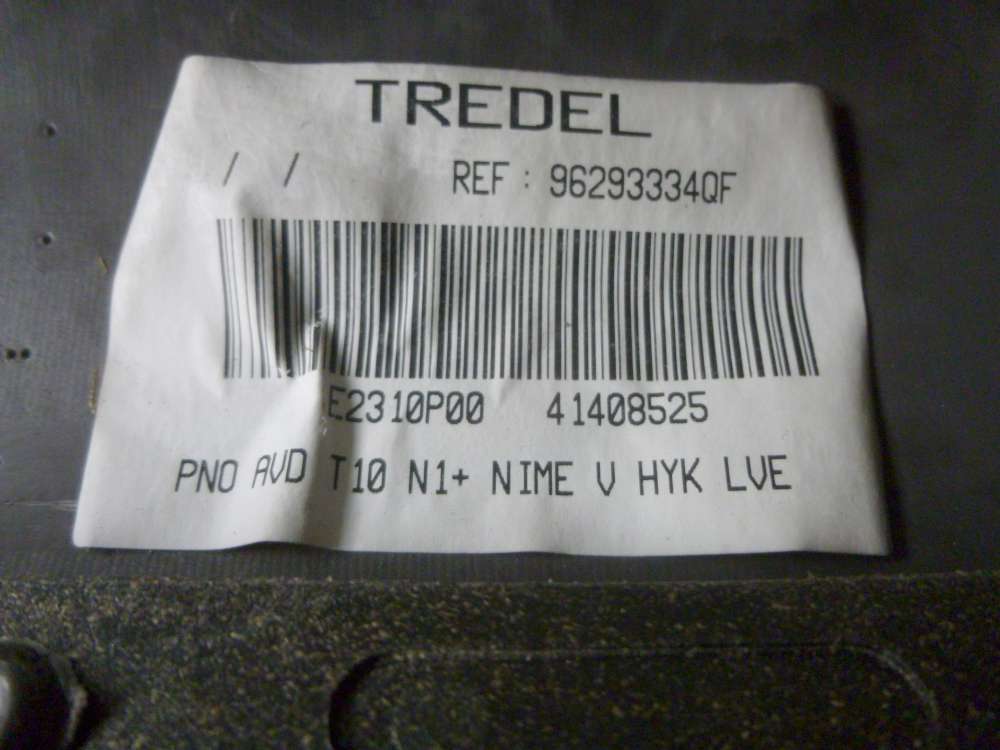 TREDEL
/ / REF : 96293334QF
E2310P00 41408525
PNO AVD T10 N1+ NIME V HYK LVE